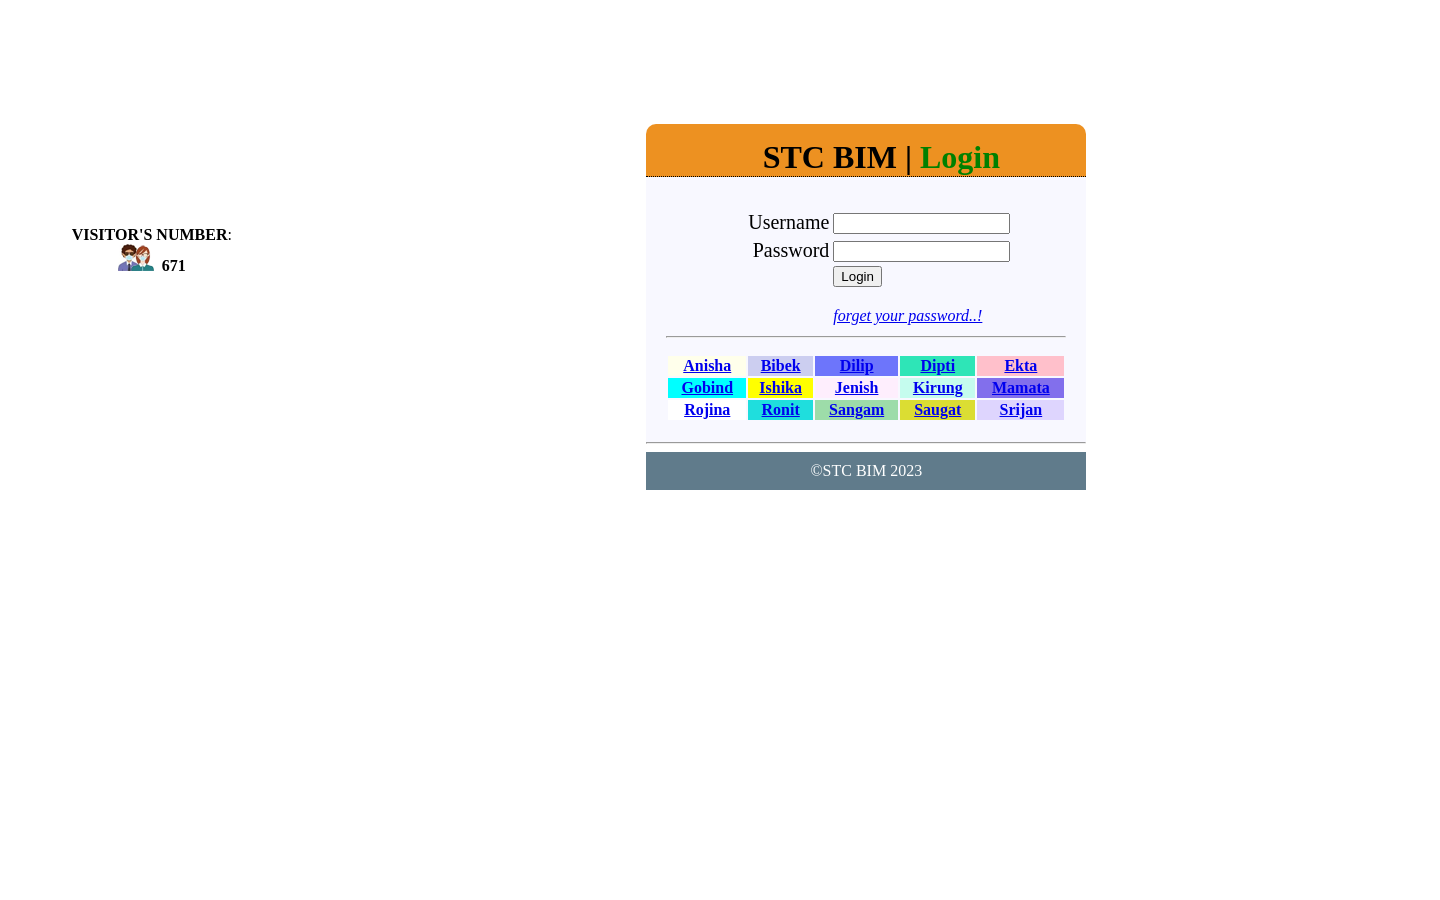 STC BIM | Login
VISITOR'S NUMBER:
671
Username
Password
Login
forget your password..!
Anisha Bibek Dilip Dipti Ekta
Gobind Ishika Jenish Kirung Mamata
Rojina Ronit Sangam Saugat Srijan
©STC BIM 2023